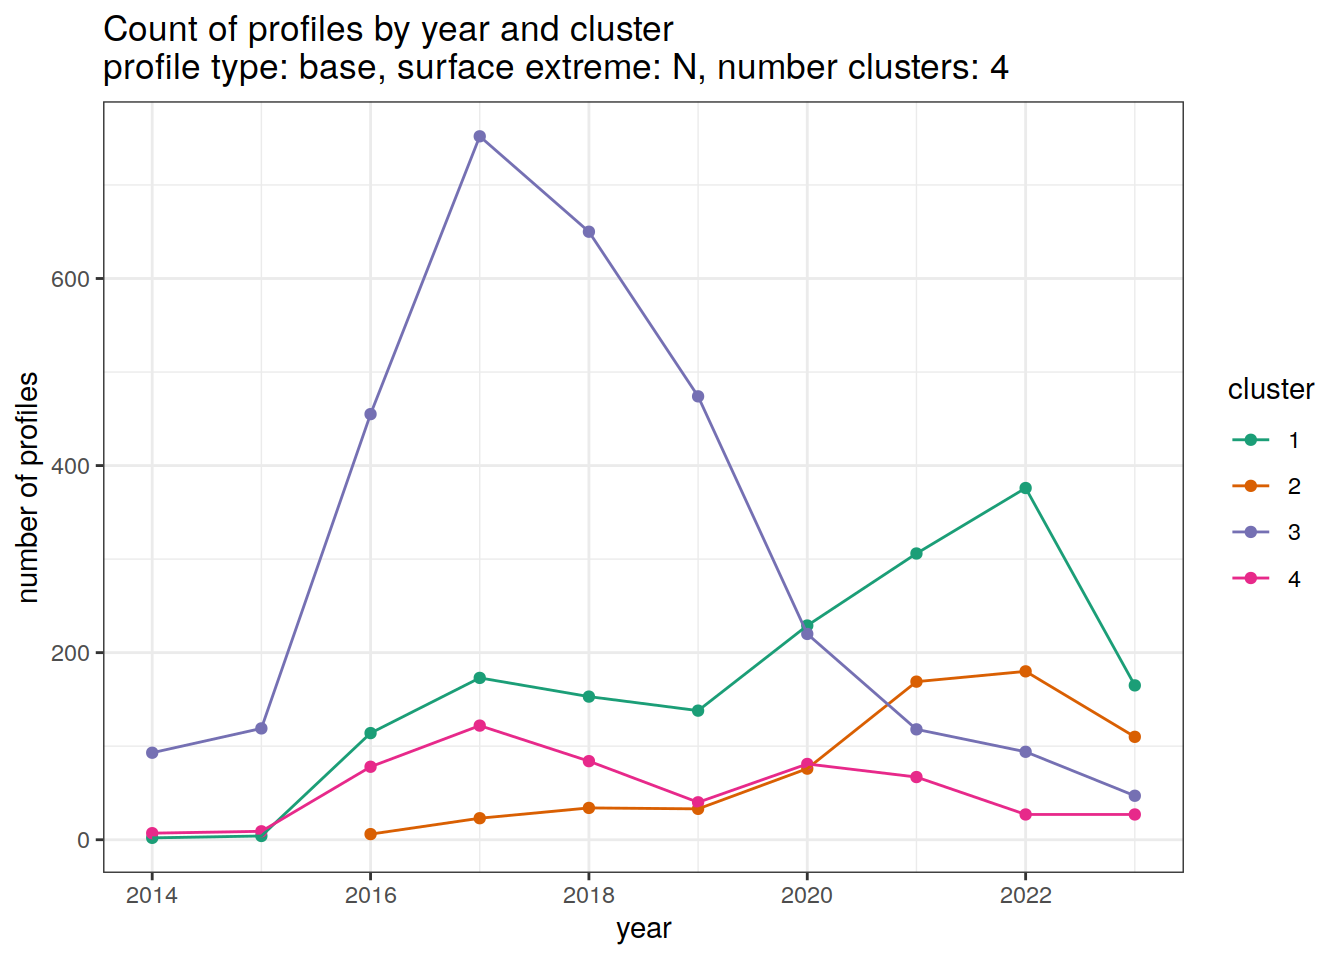 Count of profiles by year and cluster
profile type: base, surface extreme: N, number clusters: 4
number of profiles
600
400
200
0
2014
2016
2018
2020
2022
year
cluster
1
2
3
4